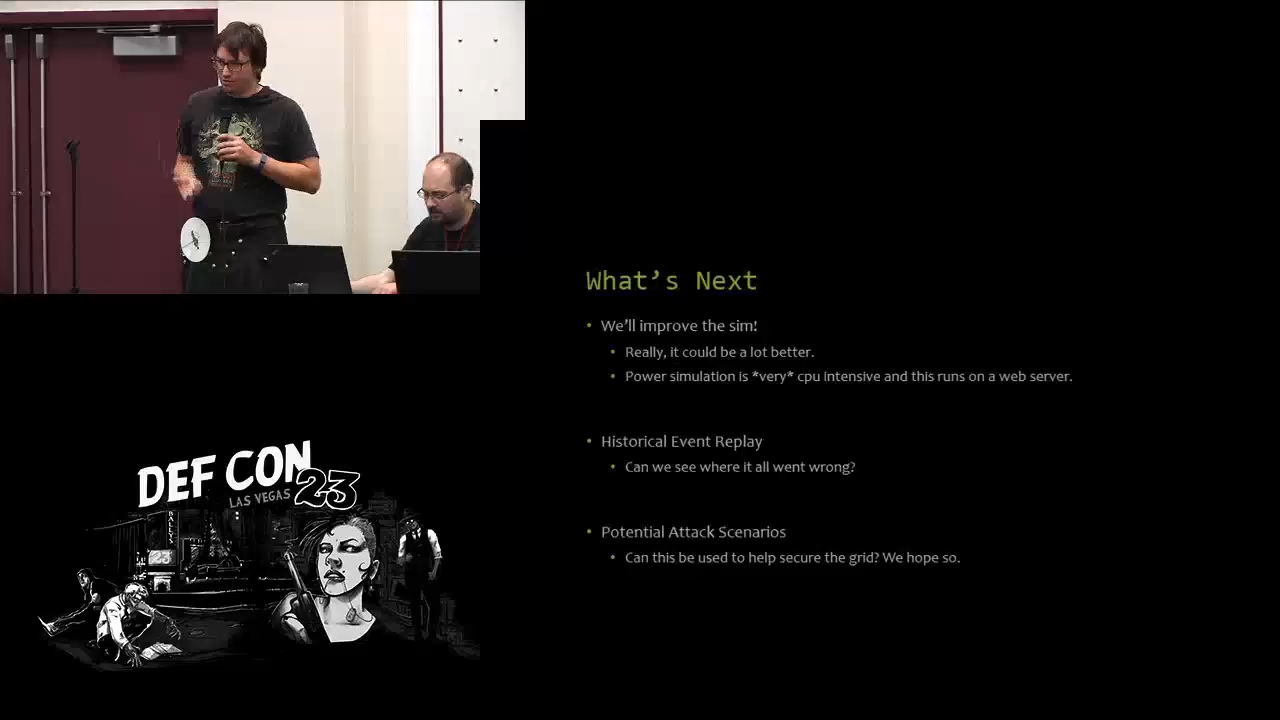 What's Next
• We'll improve the sim!
• Really, it could be a lot better.
• Power simulation is *very* cpu intensive and this runs on a web server.
• Historical Event Replay
• Can we see where it all went wrong?
• Potential Attack Scenarios
• Can this be used to help secure the grid? We hope so.
DEF CON
LAS VEGAS 23
BALLYS